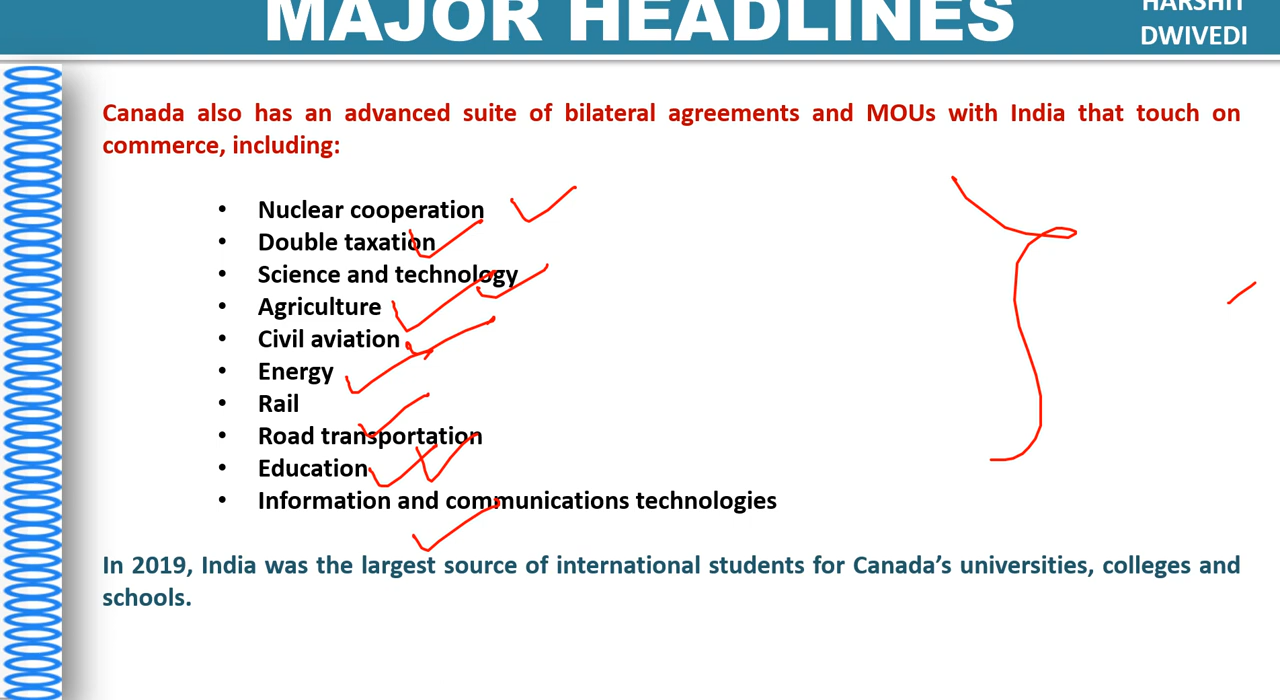 MAJOR HEADLINES
HARSHIT
DWIVEDI
Canada also has an advanced suite of bilateral agreements and MOUs with India that touch on
commerce, including:
• Nuclear cooperation
• Double taxation
• Science and technology
• Agriculture
• Civil aviation
• Energy
• Rail
• Road transportation
• Education
• Information and communications technologies
In 2019, India was the largest source of international students for Canada's universities, colleges and
schools.